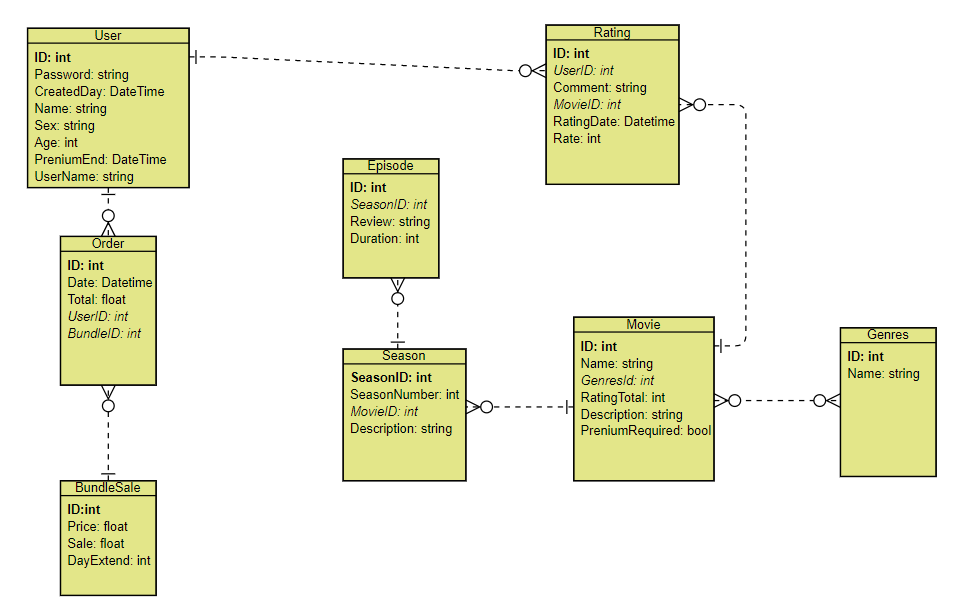 User
ID: int
Password: string
CreatedDay: DateTime
Name: string
Sex: string
Age: int
PreniumEnd: DateTime
UserName: string
Rating
ID: int
UserID: int
Comment: string
MovieID: int
RatingDate: Datetime
Rate: int
Episode
ID: int
SeasonID: int
Review: string
Duration: int
Order
ID: int
Date: Datetime
Total: float
UserID: int
BundleID: int
Season
SeasonID: int
SeasonNumber: int
MovieID: int
Description: string
Movie
ID: int
Name: string
GenresId: int
RatingTotal: int
Description: string
PreniumRequired: bool
Genres
ID: int
Name: string
BundleSale
ID:int
Price: float
Sale: float
DayExtend: int